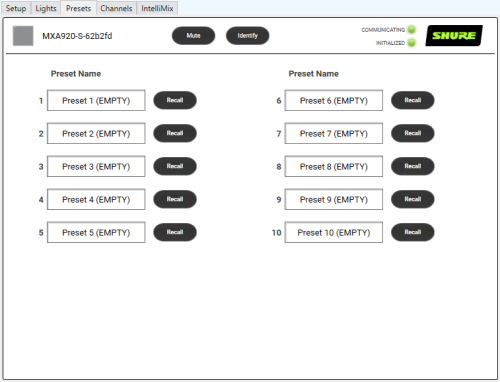 Setup Lights Presets Channels IntelliMix
MXA920-S-62b2fd Mute Identify COMMUNICATING SHURE
INITIALIZED
Preset Name Preset Name
1 Preset 1 (EMPTY) Recall 6 Preset 6 (EMPTY) Recall
2 Preset 2 (EMPTY) Recall 7 Preset 7 (EMPTY) Recall
3 Preset 3 (EMPTY) Recall 8 Preset 8 (EMPTY) Recall
4 Preset 4 (EMPTY) Recall 9 Preset 9 (EMPTY) Recall
5 Preset 5 (EMPTY) Recall 10 Preset 10 (EMPTY) Recall